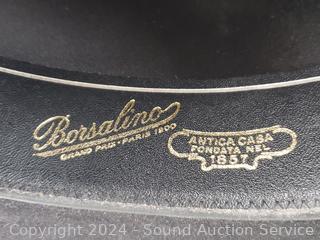 Borsalino
GRAND PRIX · PARIS 1900
ANTICA CASA
FONDATA NEL
1857
Copyright © 2024 - Sound Auction Service